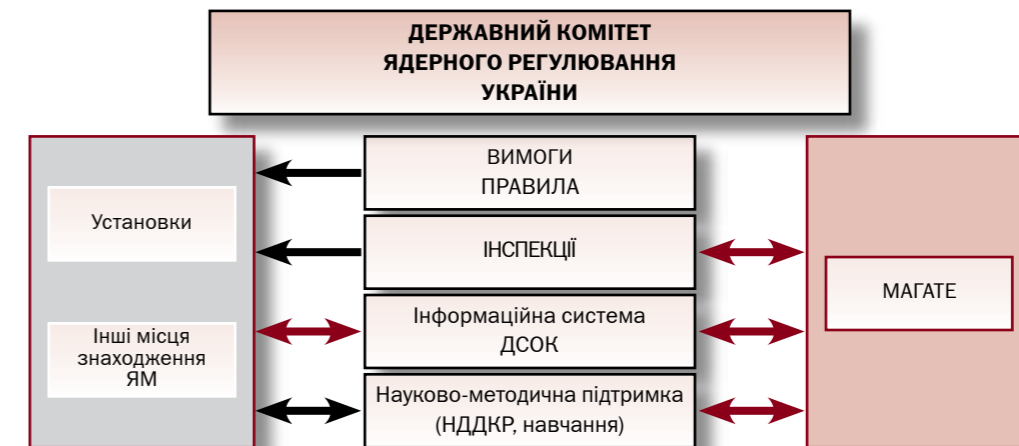 ДЕРЖАВНИЙ КОМІТЕТ
ЯДЕРНОГО РЕГУЛЮВАННЯ
УКРАЇНИ
Установки
Інші місця
знаходження
ЯМ
ВИМОГИ
ПРАВИЛА
ІНСПЕКЦІЇ
Інформаційна система
ДСОК
Науково-методична підтримка
(НДДКР, навчання)
МАГАТЕ